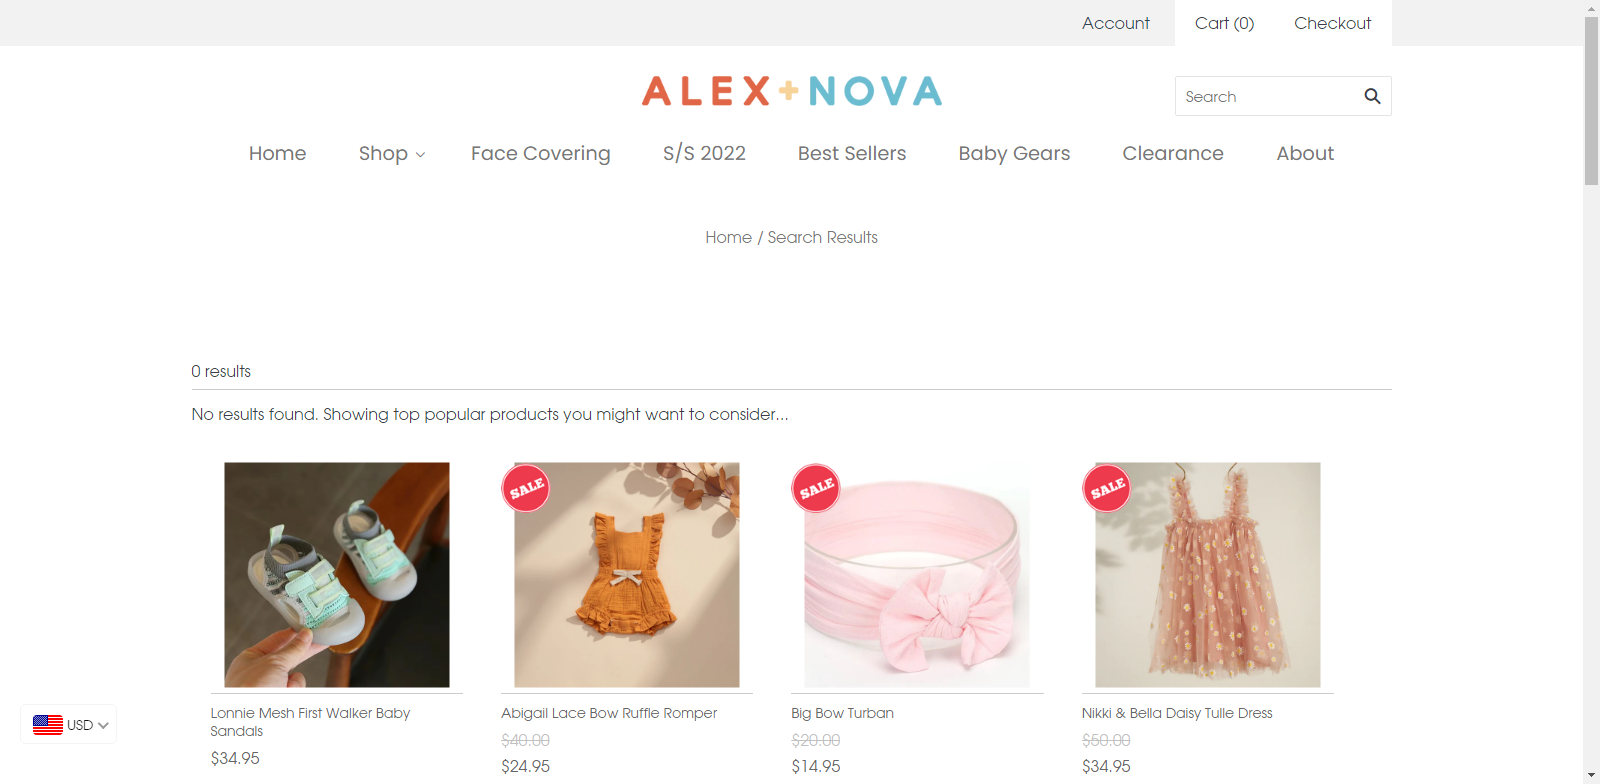 Account
Cart (0)
Checkout
ALEX+NOVA
Search
Home
Shop
Face Covering
S/S 2022
Best Sellers
Baby Gears
Clearance
About
Home / Search Results
0 results
No results found. Showing top popular products you might want to consider...
SALE
SALE
SALE
Lonnie Mesh First Walker Baby
Sandals
$34.95
Abigail Lace Bow Ruffle Romper
$40.00
$24.95
Big Bow Turban
$20.00
$14.95
Nikki & Bella Daisy Tulle Dress
$50.00
$34.95
USD